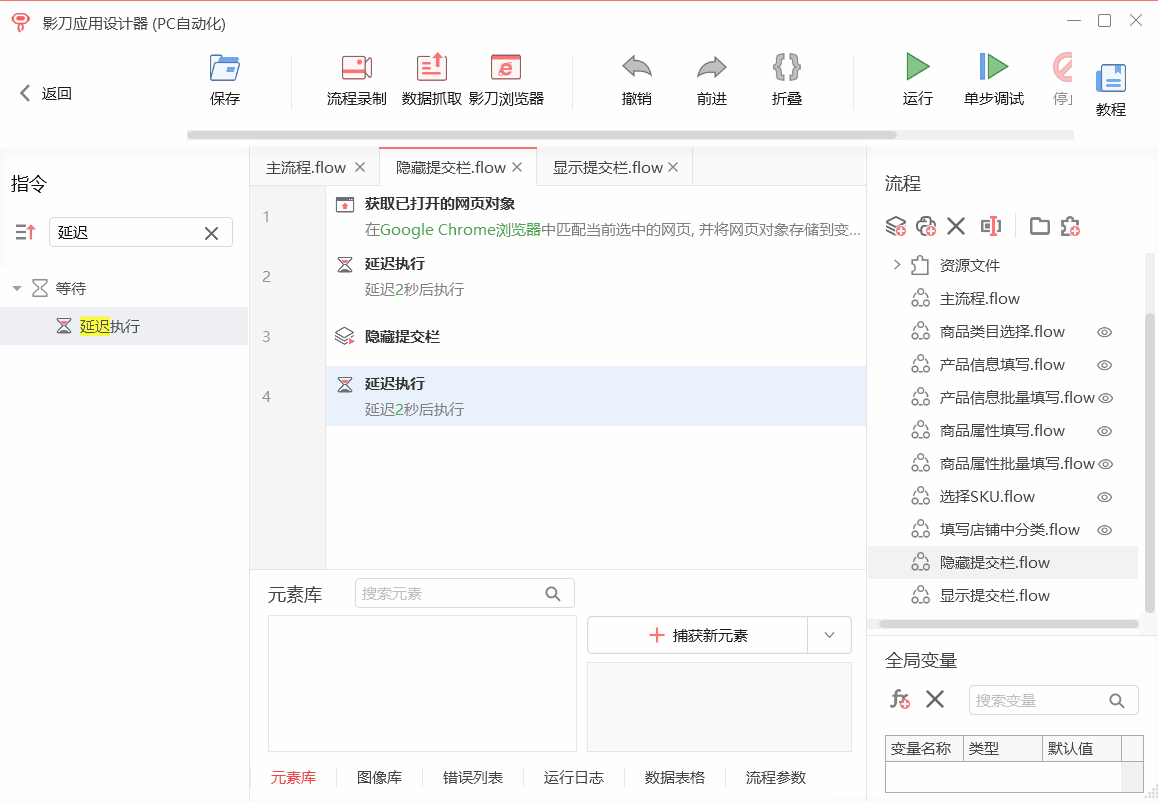 影刀应用设计器 (PC自动化)
返回
保存
流程录制
数据抓取
影刀浏览器
撤销
前进
折叠
运行
单步调试
教程
指令
延迟
等待
延迟执行
主流程.flow
隐藏提交栏.flow
显示提交栏.flow
1
获取已打开的网页对象
在Google Chrome浏览器中匹配当前选中的网页, 并将网页对象存储到变...
2
延迟执行
延迟2秒后执行
3
隐藏提交栏
4
延迟执行
延迟2秒后执行
元素库
搜索元素
捕获新元素
元素库
图像库
错误列表
运行日志
数据表格
流程参数
流程
资源文件
主流程.flow
商品类目选择.flow
产品信息填写.flow
产品信息批量填写.flow
商品属性填写.flow
商品属性批量填写.flow
选择SKU.flow
填写店铺中分类.flow
隐藏提交栏.flow
显示提交栏.flow
全局变量
搜索变量
变量名称 类型 默认值